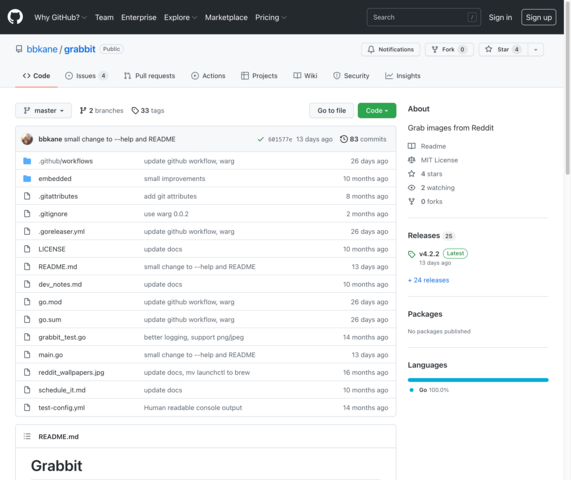 Why GitHub? Team Enterprise Explore Marketplace Pricing Search / Sign in Sign up
bbkane / grabbit Public Notifications Fork 0 Star 4
Code Issues 4 Pull requests Actions Projects Wiki Security Insights
master 2 branches 33 tags Go to file Code
bbkane small change to --help and README 601577e 13 days ago 83 commits
.github/workflows update github workflow, warg 26 days ago
embedded small improvements 10 months ago
.gitattributes add git attributes 8 months ago
.gitignore use warg 0.0.2 2 months ago
.goreleaser.yml update github workflow, warg 26 days ago
LICENSE update docs 10 months ago
README.md small change to --help and README 13 days ago
dev_notes.md update docs 10 months ago
go.mod update github workflow, warg 26 days ago
go.sum update github workflow, warg 26 days ago
grabbit_test.go better logging, support png/jpeg 14 months ago
main.go small change to --help and README 13 days ago
reddit_wallpapers.jpg update docs, mv launchctl to brew 16 months ago
schedule_it.md update docs 10 months ago
test-config.yml Human readable console output 14 months ago
README.md
Grabbit
About
Grab images from Reddit
Readme
MIT License
4 stars
2 watching
0 forks
Releases 25
v4.2.2 Latest
13 days ago
+ 24 releases
Packages
No packages published
Languages
Go 100.0%